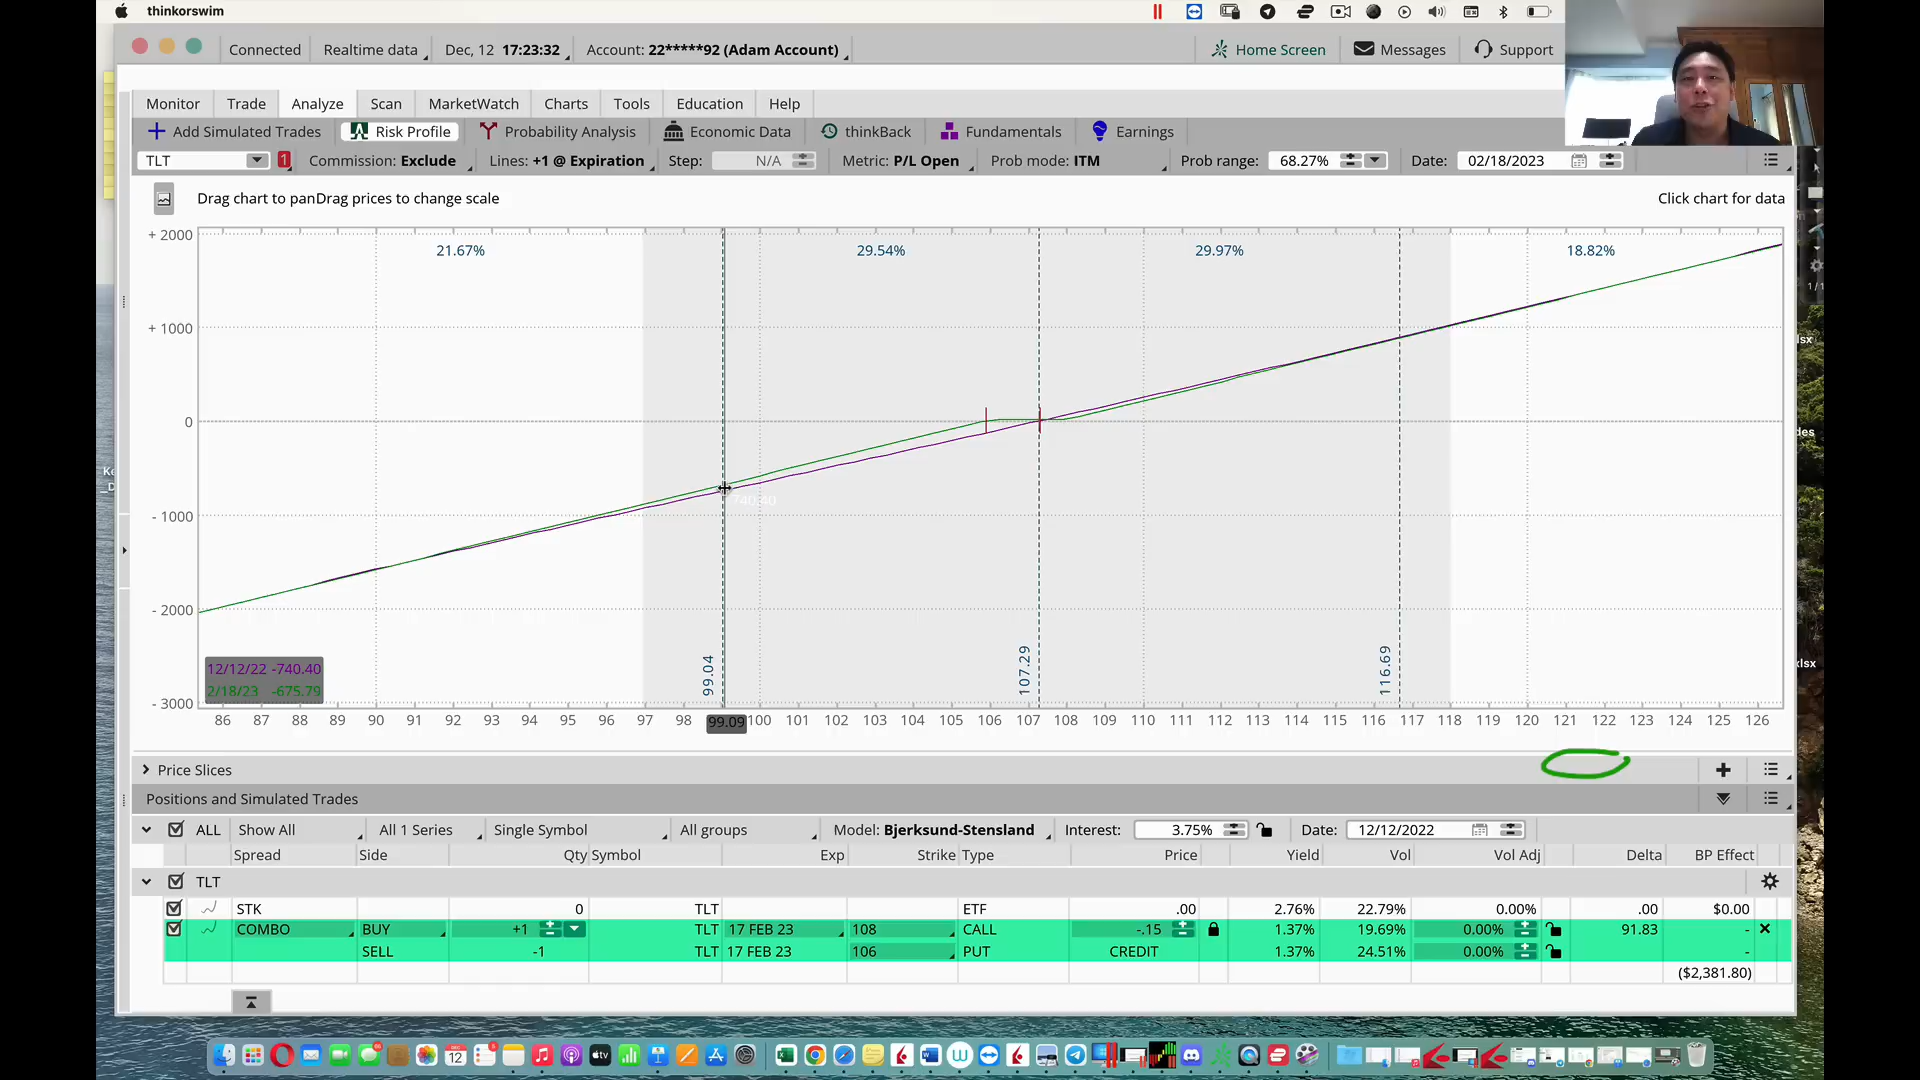 thinkorswim
Connected Realtime data Dec, 12 17:23:32 Account: 22*****92 (Adam Account) Home Screen Messages Support
Monitor Trade Analyze Scan MarketWatch Charts Tools Education Help
Add Simulated Trades Risk Profile Probability Analysis Economic Data thinkBack Fundamentals Earnings
TLT 1 Commission: Exclude Lines: +1 @ Expiration Step: N/A Metric: P/L Open Prob mode: ITM Prob range: 68.27% Date: 02/18/2023
Drag chart to panDrag prices to change scale Click chart for data
+ 2000
21.67% 29.54% 29.97% 18.82%
+ 1000
0
740.40
- 1000
- 2000
99.04 107.29 116.69
12/12/22 -740.40
2/18/23 -675.79
- 3000
86 87 88 89 90 91 92 93 94 95 96 97 98 99.09 100 101 102 103 104 105 106 107 108 109 110 111 112 113 114 115 116 117 118 119 120 121 122 123 124 125 126
Price Slices
Positions and Simulated Trades
ALL Show All All 1 Series Single Symbol All groups Model: Bjerksund-Stensland Interest: 3.75% Date: 12/12/2022
Spread Side Qty Symbol Exp Strike Type Price Yield Vol Vol Adj Delta BP Effect
TLT
STK 0 TLT ETF .00 2.76% 22.79% 0.00% .00 $0.00
COMBO BUY +1 TLT 17 FEB 23 108 CALL -.15 1.37% 19.69% 0.00% 91.83 -
SELL -1 TLT 17 FEB 23 106 PUT CREDIT 1.37% 24.51% 0.00% -
($2,381.80)